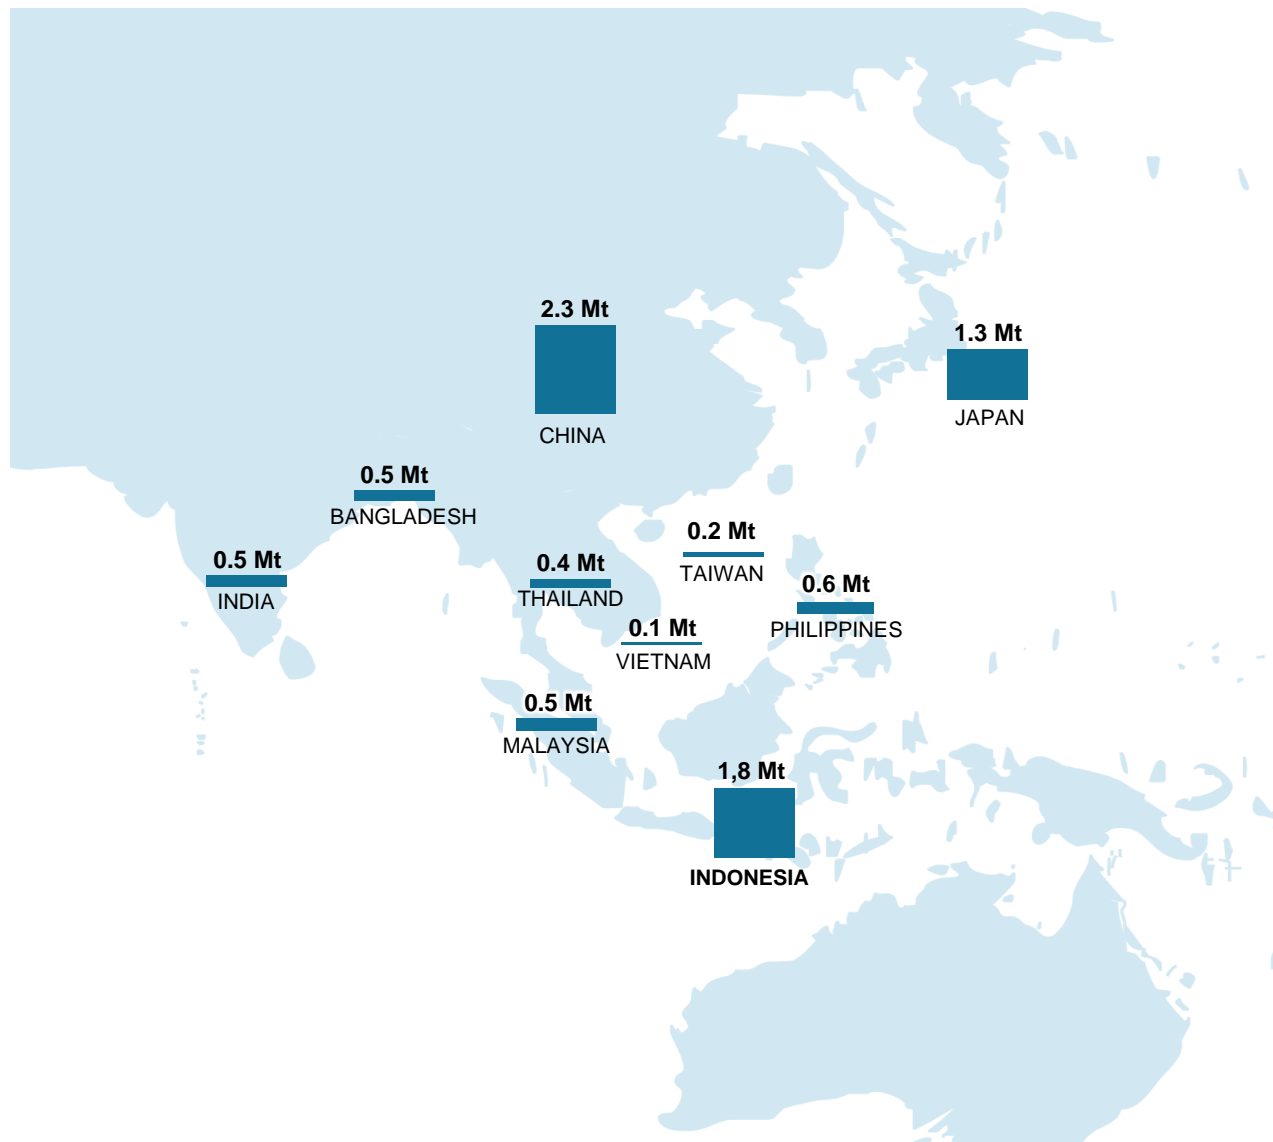 2.3 Mt
CHINA
1.3 Mt
JAPAN
0.5 Mt
BANGLADESH
0.5 Mt
INDIA
0.4 Mt
THAILAND
0.2 Mt
TAIWAN
0.6 Mt
PHILIPPINES
0.1 Mt
VIETNAM
0.5 Mt
MALAYSIA
1,8 Mt
INDONESIA